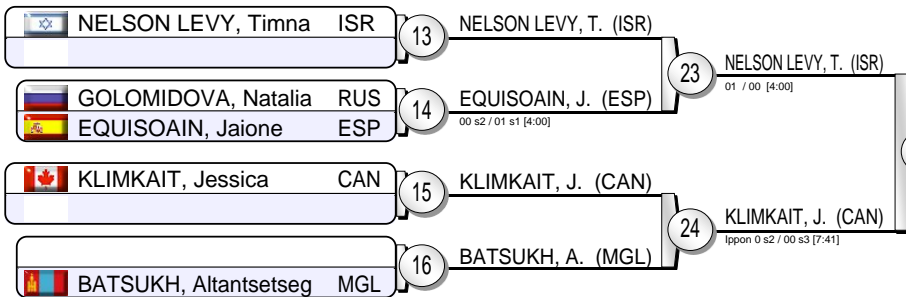 NELSON LEVY, Timna ISR
13
NELSON LEVY, T. (ISR)
GOLOMIDOVA, Natalia RUS
EQUISOAIN, Jaione ESP
14
EQUISOAIN, J. (ESP)
00 s2 / 01 s1 [4:00]
23
NELSON LEVY, T. (ISR)
01 / 00 [4:00]
KLIMKAIT, Jessica CAN
15
KLIMKAIT, J. (CAN)
BATSUKH, Altantsetseg MGL
16
BATSUKH, A. (MGL)
24
KLIMKAIT, J. (CAN)
Ippon 0 s2 / 00 s3 [7:41]